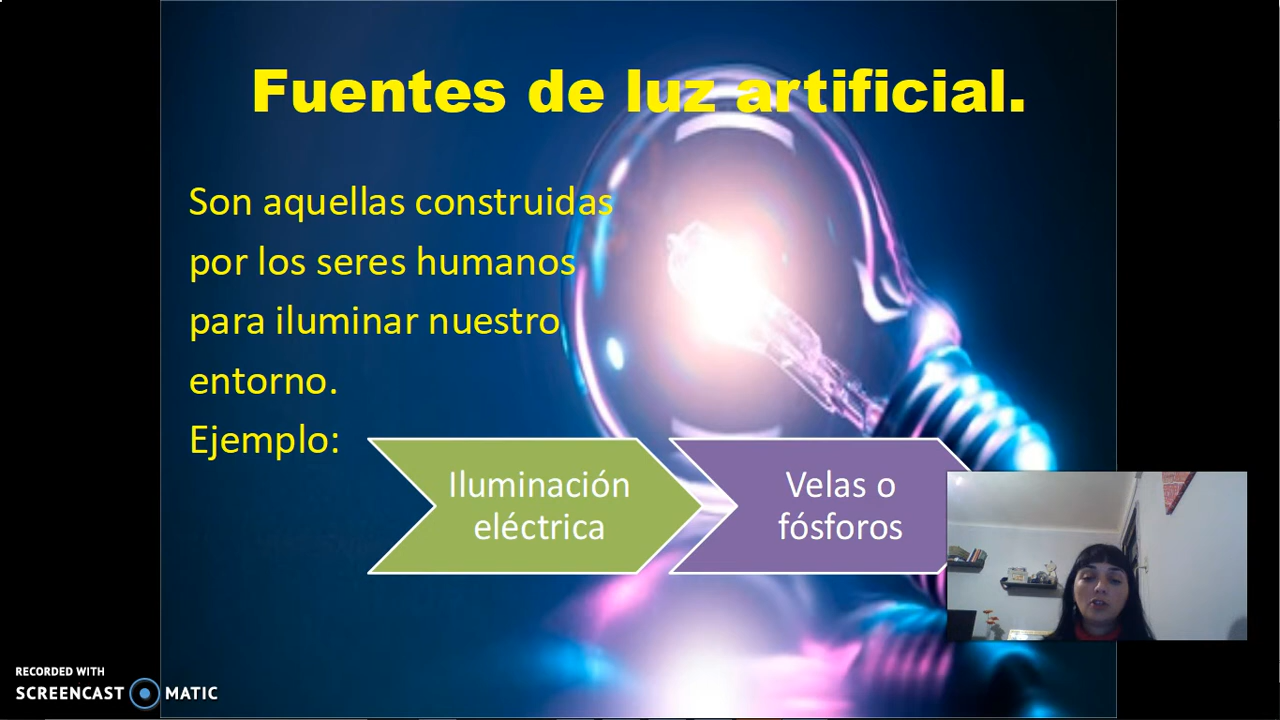 Fuentes de luz artificial.
Son aquellas construidas
por los seres humanos
para iluminar nuestro
entorno.
Ejemplo:
Iluminación
eléctrica
Velas o
fósforos
RECORDED WITH
SCREENCAST MATIC